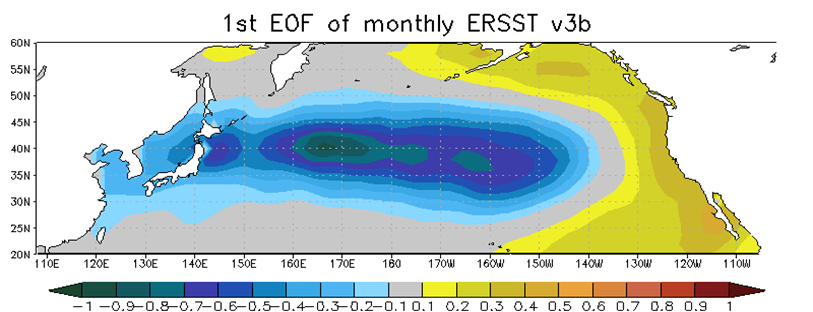 1st EOF of monthly ERSST v3b
60N
55N
50N
45N
40N
35N
30N
25N
20N
110E 120E 130E 140E 150E 160E 170E 180 170W 160W 150W 140W 130W 120W 110W
-1 -0.9 -0.8 -0.7 -0.6 -0.5 -0.4 -0.3 -0.2 -0.1 0.1 0.2 0.3 0.4 0.5 0.6 0.7 0.8 0.9 1